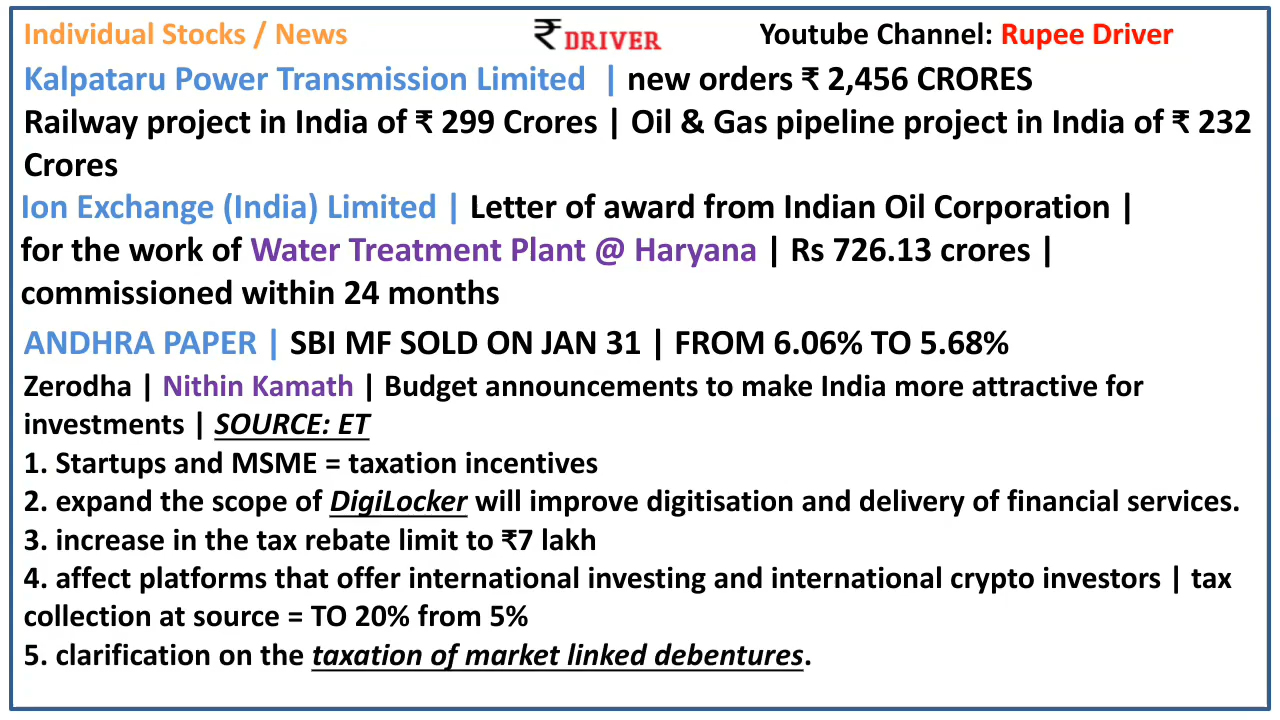 Individual Stocks / News ₹ DRIVER Youtube Channel: Rupee Driver
Kalpataru Power Transmission Limited | new orders ₹ 2,456 CRORES
Railway project in India of ₹ 299 Crores | Oil & Gas pipeline project in India of ₹ 232
Crores
Ion Exchange (India) Limited | Letter of award from Indian Oil Corporation |
for the work of Water Treatment Plant @ Haryana | Rs 726.13 crores |
commissioned within 24 months
ANDHRA PAPER | SBI MF SOLD ON JAN 31 | FROM 6.06% TO 5.68%
Zerodha | Nithin Kamath | Budget announcements to make India more attractive for
investments | SOURCE: ET
1. Startups and MSME = taxation incentives
2. expand the scope of DigiLocker will improve digitisation and delivery of financial services.
3. increase in the tax rebate limit to ₹7 lakh
4. affect platforms that offer international investing and international crypto investors | tax
collection at source = TO 20% from 5%
5. clarification on the taxation of market linked debentures.